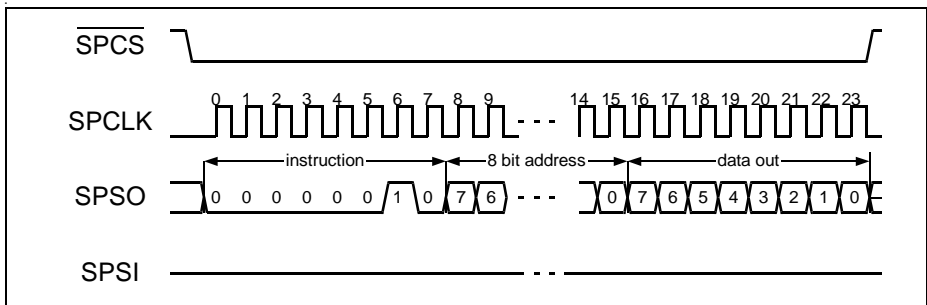 SPCS
0 1 2 3 4 5 6 7 8 9 14 15 16 17 18 19 20 21 22 23
SPCLK
instruction 8 bit address data out
SPSO 0 0 0 0 0 0 1 0 7 6 0 7 6 5 4 3 2 1 0
SPSI